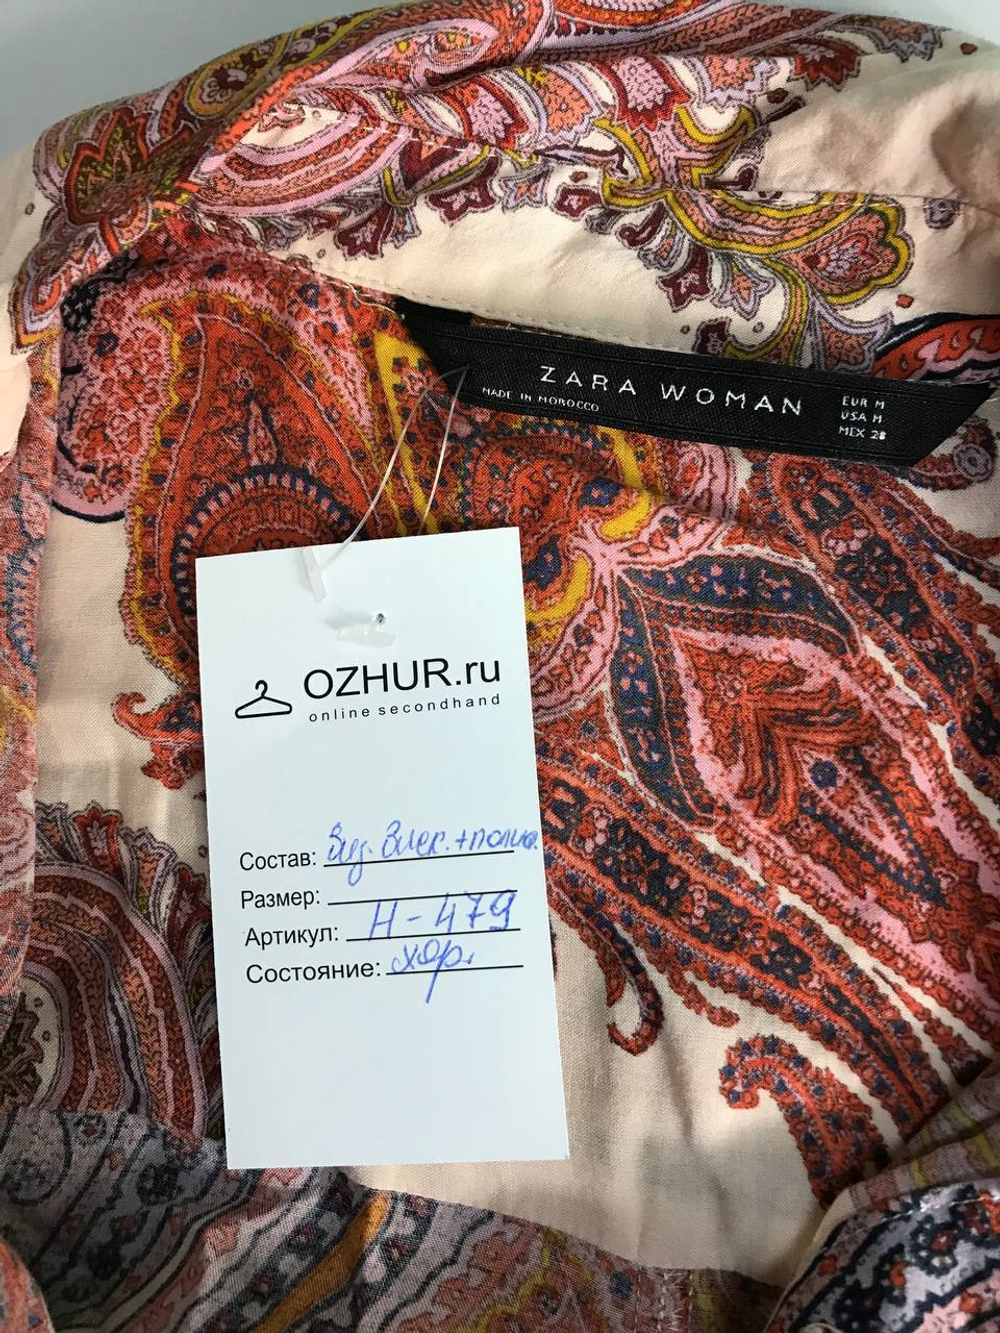 ZARA WOMAN
MADE IN MOROCCO
EUR M
USA M
MEX 28
OZHUR.ru
online secondhand
Состав:
Размер:
Артикул: Н-479
Состояние: хор.